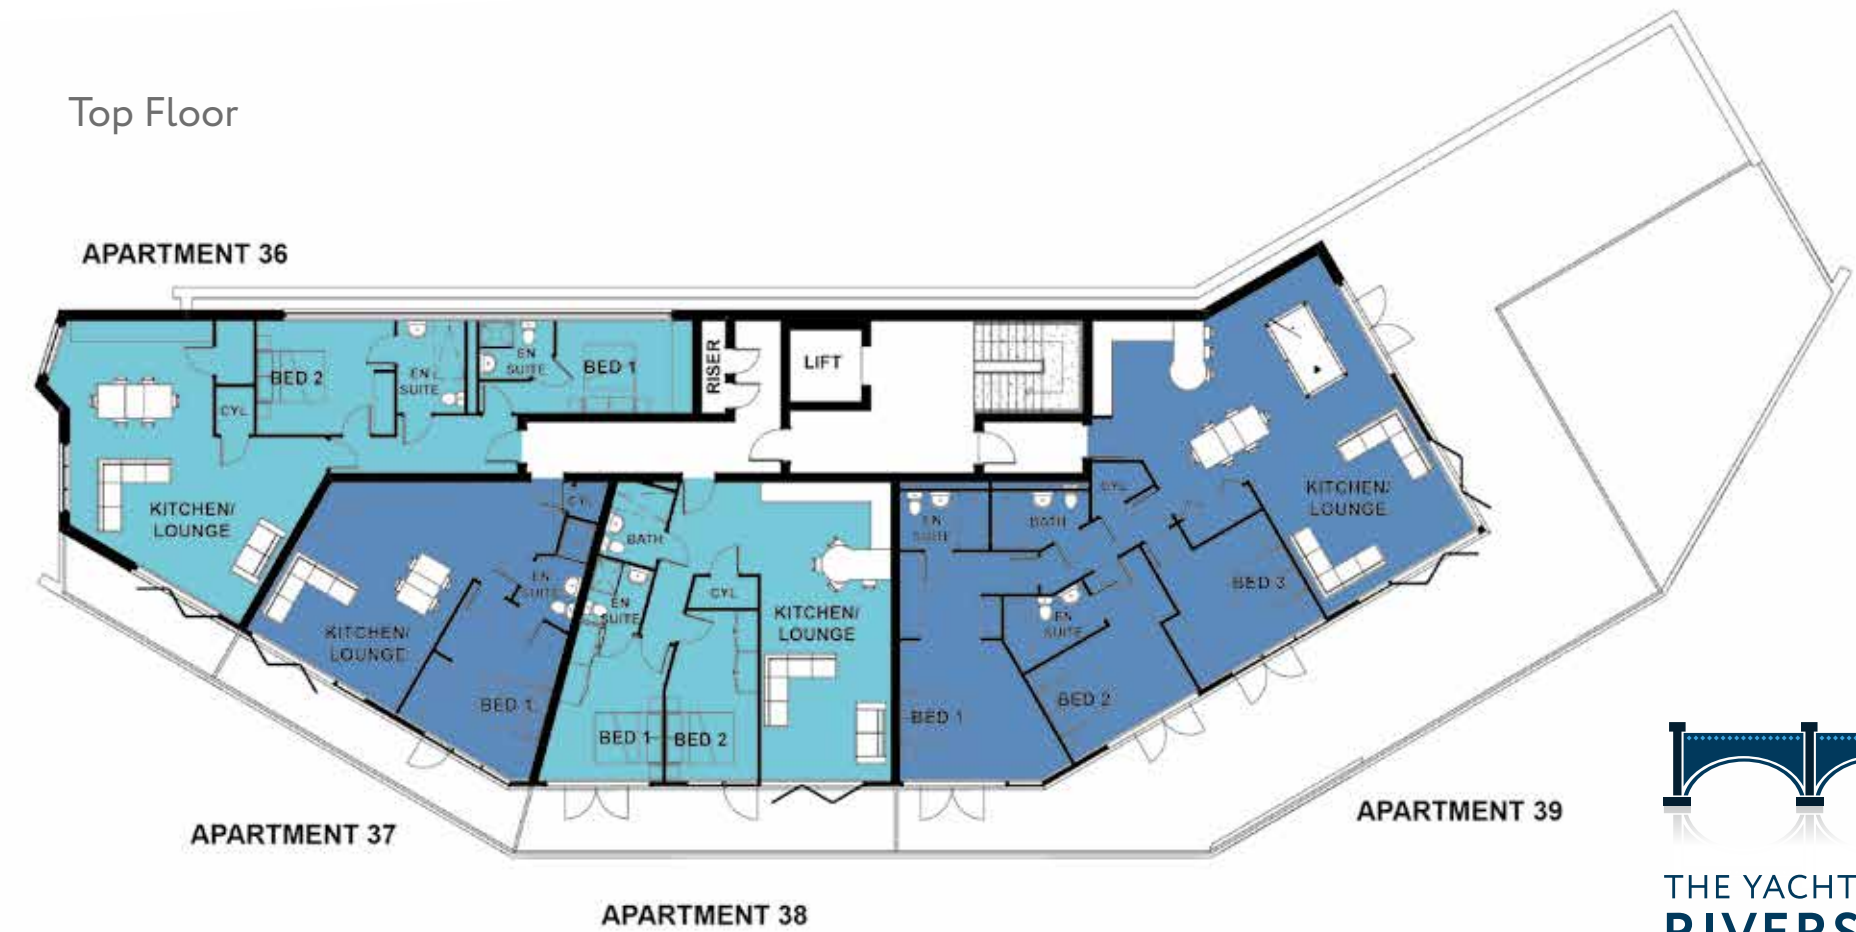 Top Floor
APARTMENT 36
RISER
LIFT
BED 2
EN
SUITE
EN
SUITE
BED 1
CYL
KITCHEN/
LOUNGE
CYL
BATH
EN
SUITE
EN
SUITE
CYL
KITCHEN/
LOUNGE
KITCHEN/
LOUNGE
BED 1
BED 1
BED 2
CYL
KITCHEN/
LOUNGE
EN
SUITE
BATH
EN
SUITE
BED 3
BED 2
BED 1
APARTMENT 37
APARTMENT 38
APARTMENT 39
THE YACHT
RIVERS